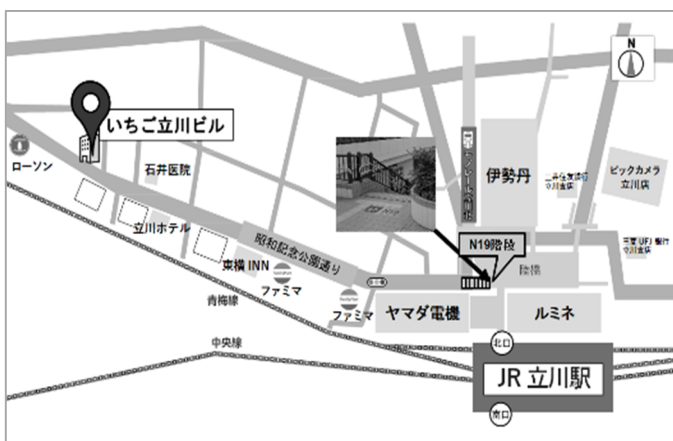 N
いちご立川ビル
ローソン
石井医院
伊勢丹
ビックカメラ
立川店
立川ホテル
昭和記念公園通り
N19階段
陸橋
東横INN
ファミマ
ファミマ
青梅線
ヤマダ電機
ルミネ
中央線
北口
JR 立川駅
南口